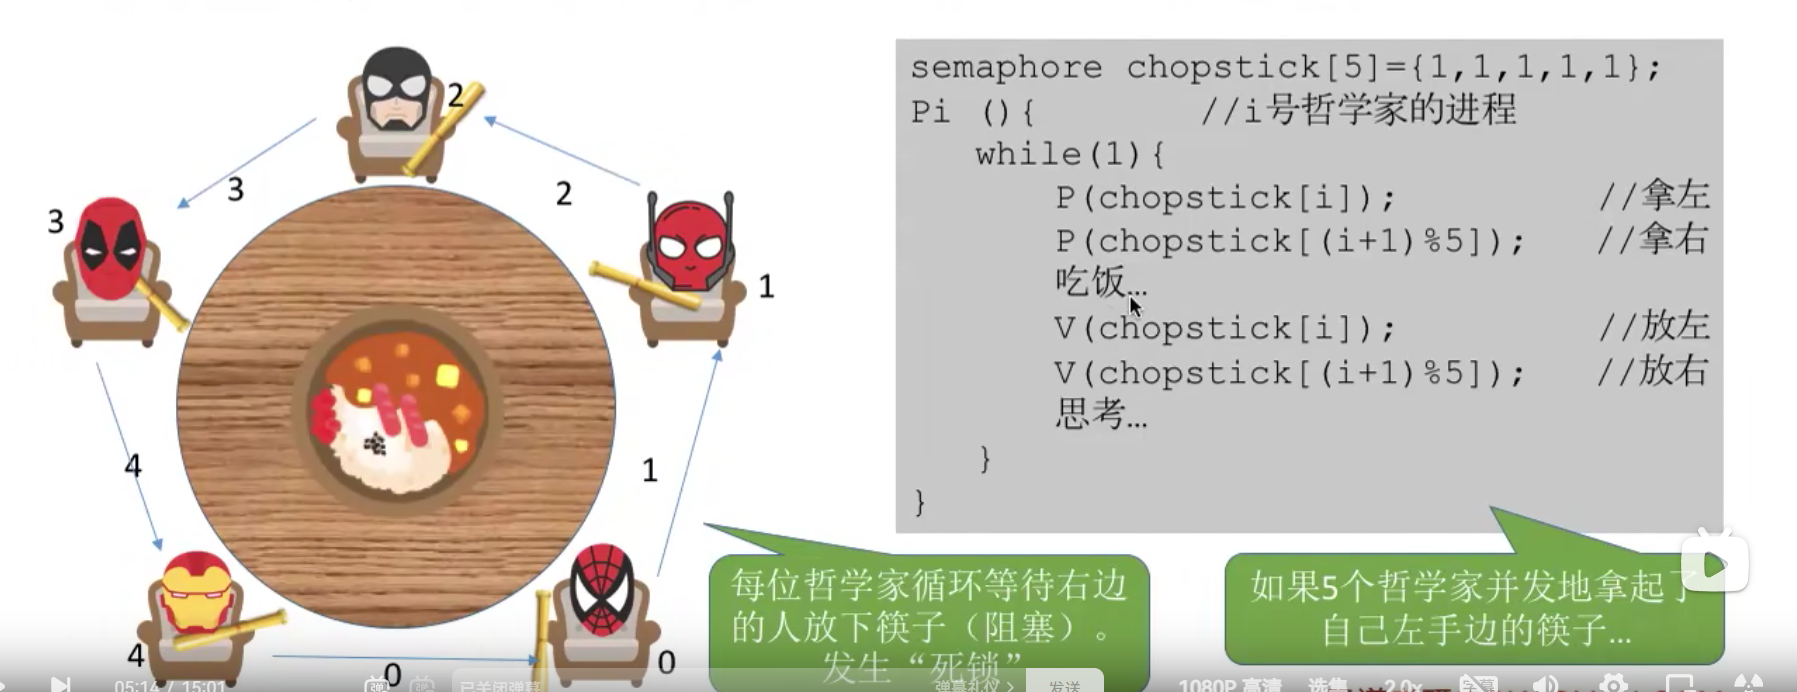 2
3
2
3
1
4
1
4
0
0
semaphore chopstick[5]={1,1,1,1,1};
Pi (){ //i号哲学家的进程
while(1){
P(chopstick[i]); //拿左
P(chopstick[(i+1)%5]); //拿右
吃饭…
V(chopstick[i]); //放左
V(chopstick[(i+1)%5]); //放右
思考…
}
}
每位哲学家循环等待右边
的人放下筷子（阻塞）。
发生“死锁”
如果5个哲学家并发地拿起了
自己左手边的筷子…
05:14 / 15:01
弹
弹
已关闭弹幕
弹幕礼仪 >
发送
1080P 高清
选集
2.0x
字幕